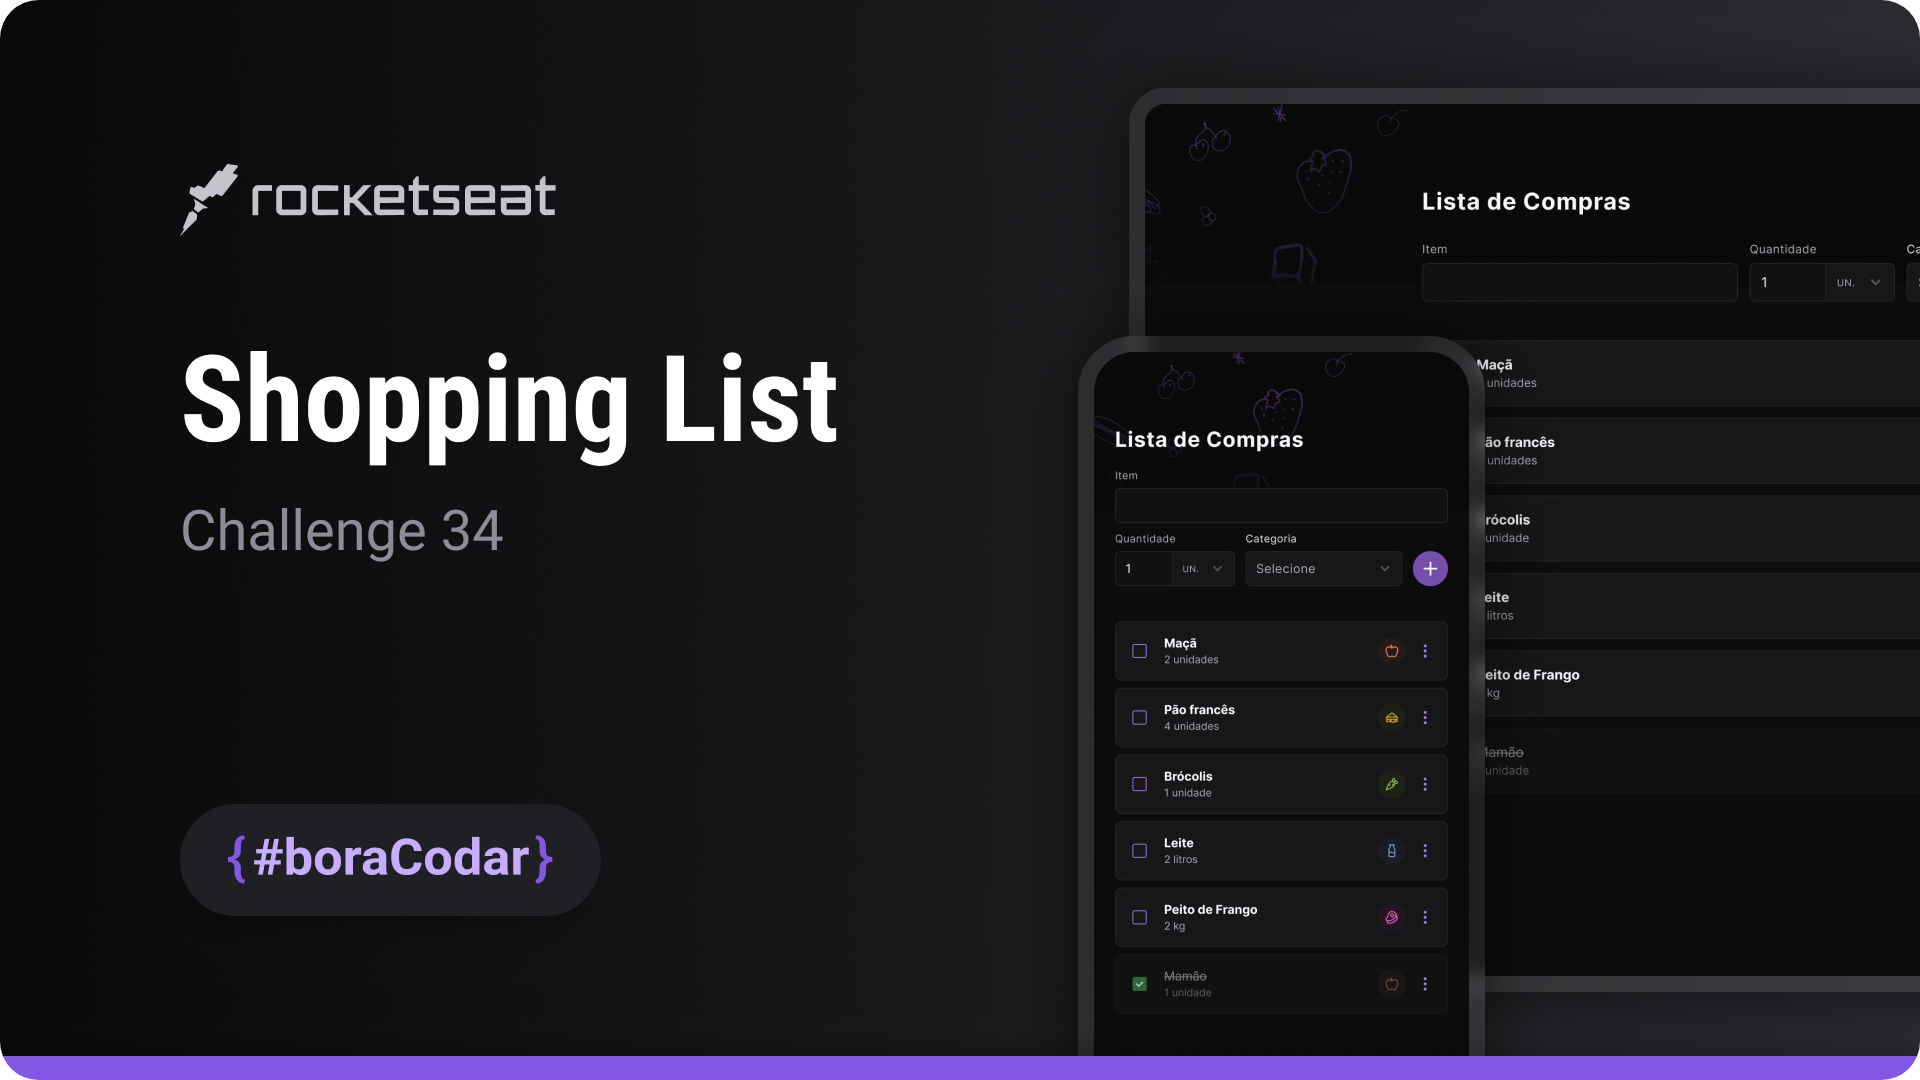 rocketseat
Shopping List
Challenge 34
{ #boraCodar }
Lista de Compras
Item
Quantidade
Ca
1
UN.
Maçã
unidades
ão francês
unidades
rócolis
unidade
eite
litros
eito de Frango
kg
amão
unidade
Lista de Compras
Item
Quantidade
Categoria
1
UN.
Selecione
Maçã
2 unidades
Pão francês
4 unidades
Brócolis
1 unidade
Leite
2 litros
Peito de Frango
2 kg
Mamão
1 unidade